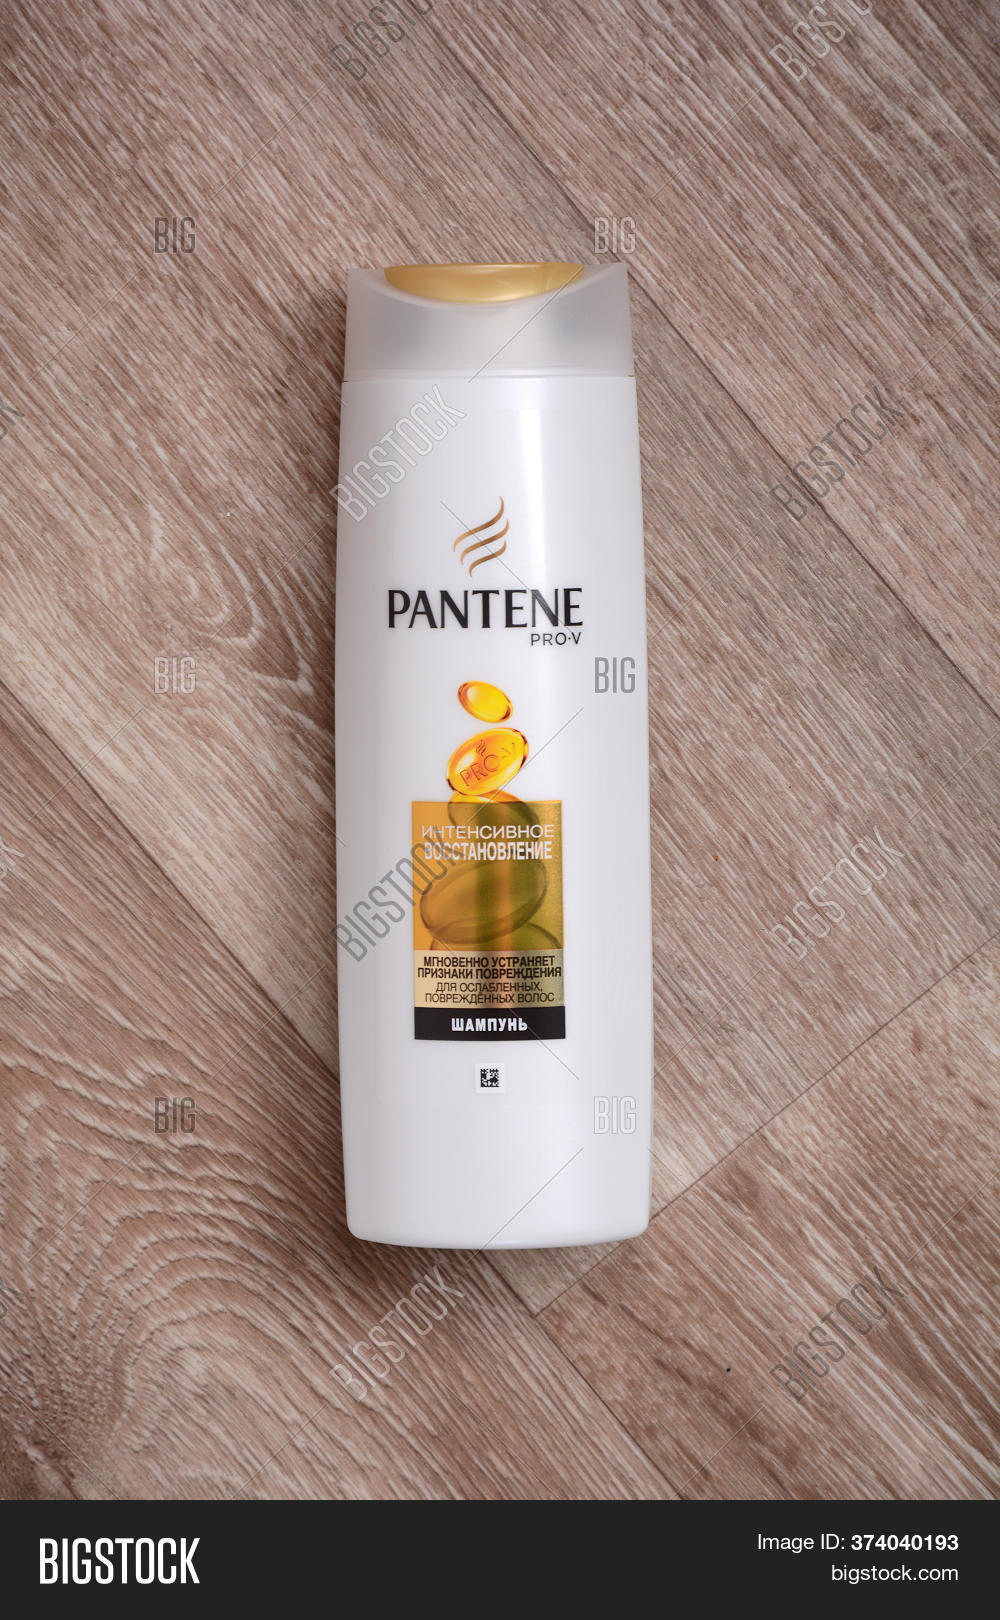 PANTENE
PRO-V
PRO-V
ИНТЕНСИВНОЕ
ВОССТАНОВЛЕНИЕ
МГНОВЕННО УСТРАНЯЕТ
ПРИЗНАКИ ПОВРЕЖДЕНИЯ
ДЛЯ ОСЛАБЛЕННЫХ,
ПОВРЕЖДЁННЫХ ВОЛОС
ШАМПУНЬ
BIGSTOCK
Image ID: 374040193
bigstock.com